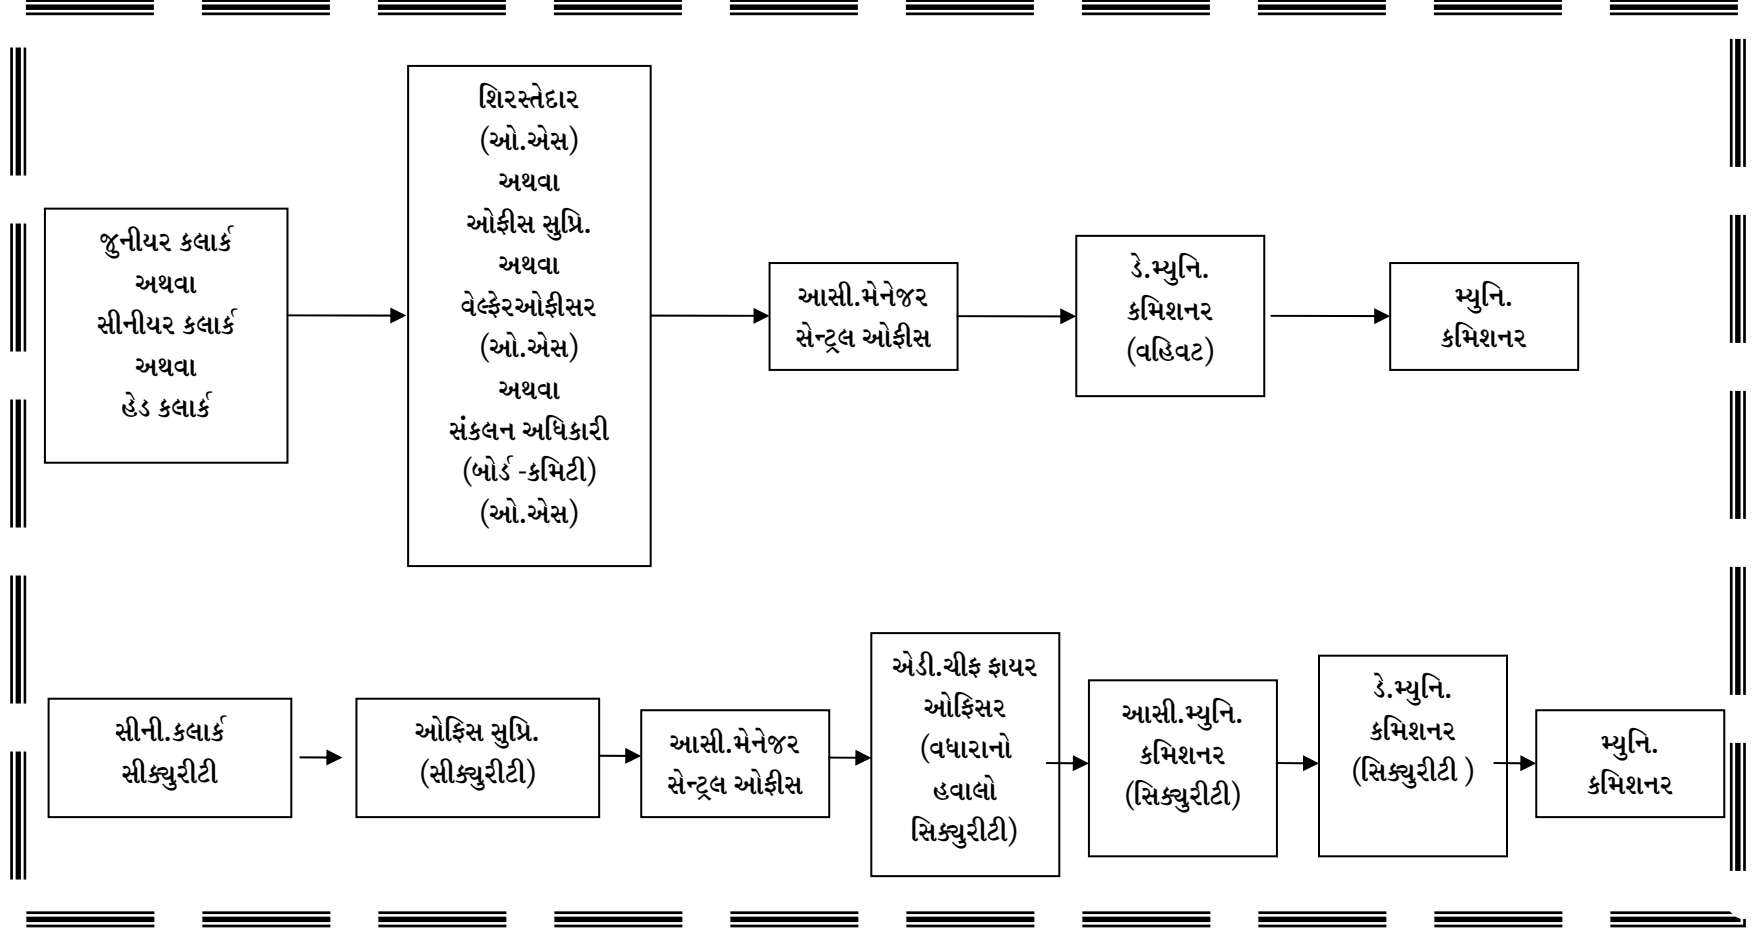 જુનીયર કલાર્ક
અથવા
સીનીયર કલાર્ક
અથવા
હેડ કલાર્ક
શિરસ્તેદાર
(ઓ.એસ)
અથવા
ઓફીસ સુપ્રિ.
અથવા
વેલ્ફેરઓફીસર
(ઓ.એસ)
અથવા
સંકલન અધિકારી
(બોર્ડ -કમિટી)
(ઓ.એસ)
આસી.મેનેજર
સેન્ટ્રલ ઓફીસ
ડે.મ્યુનિ.
કમિશનર
(વહિવટ)
મ્યુનિ.
કમિશનર
સીની.કલાર્ક
સીક્યુરીટી
ઓફિસ સુપ્રિ.
(સીક્યુરીટી)
આસી.મેનેજર
સેન્ટ્રલ ઓફીસ
એડી.ચીફ ફાયર
ઓફિસર
(વધારાનો
હવાલો
સિક્યુરીટી)
આસી.મ્યુનિ.
કમિશનર
(સિક્યુરીટી)
ડે.મ્યુનિ.
કમિશનર
(સિક્યુરીટી )
મ્યુનિ.
કમિશનર